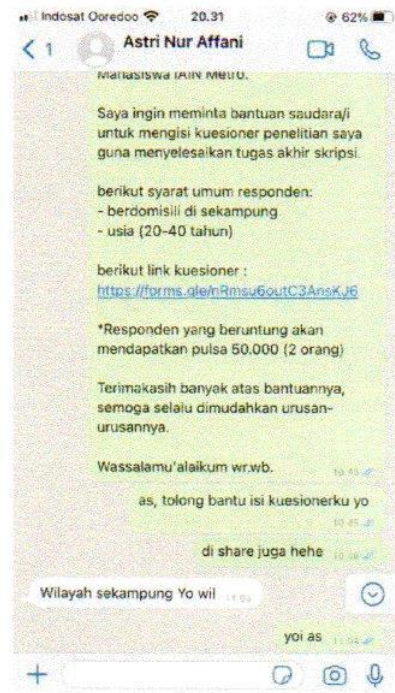 Indosat Ooredoo 20.31 62%
1 Astri Nur Affani
Mahasiswa IAIN Metro.
Saya ingin meminta bantuan saudara/i
untuk mengisi kuesioner penelitian saya
guna menyelesaikan tugas akhir skripsi.
berikut syarat umum responden:
- berdomisili di sekampung
- usia (20-40 tahun)
berikut link kuesioner :
https://forms.gle/nRmsu6outC3AnsKJ6
*Responden yang beruntung akan
mendapatkan pulsa 50.000 (2 orang)
Terimakasih banyak atas bantuannya,
semoga selalu dimudahkan urusan-
urusannya.
Wassalamu'alaikum wr.wb.
as, tolong bantu isi kuesionerku yo
di share juga hehe
Wilayah sekampung Yo wil
yoi as